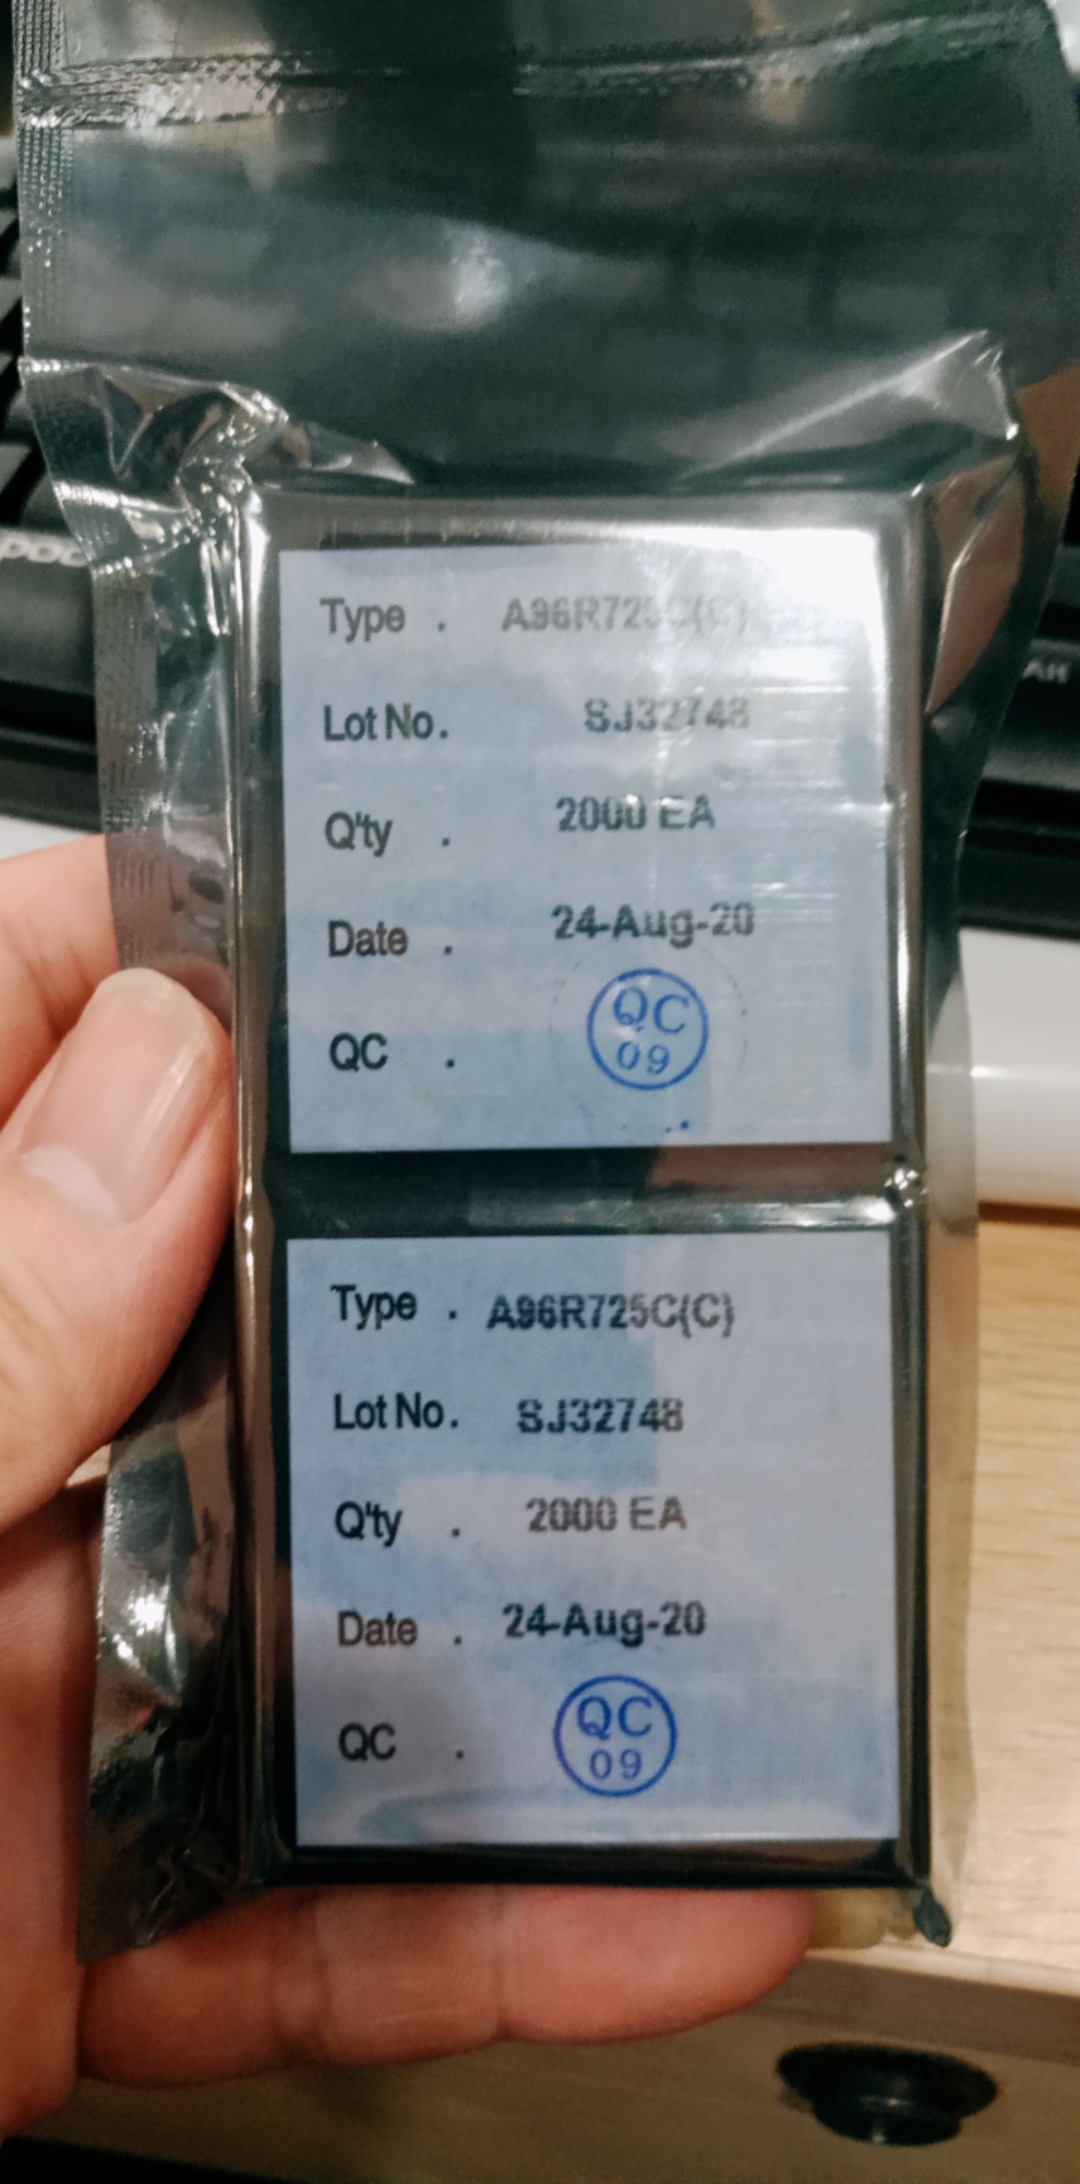 Type . A96R725C(C)
Lot No. SJ32748
Q'ty . 2000 EA
Date . 24-Aug-20
QC .
QC
09
Type . A96R725C(C)
Lot No. SJ32748
Q'ty . 2000 EA
Date . 24-Aug-20
QC .
QC
09